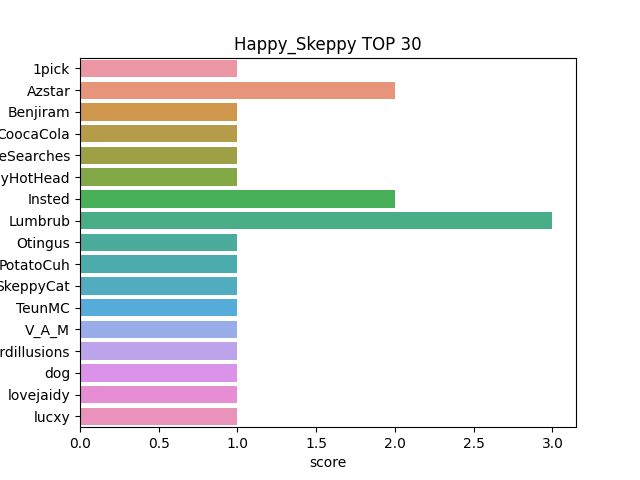 Happy_Skeppy TOP 30
1pick
Azstar
Benjiram
CoocaCola
eSearches
yHotHead
Insted
Lumbrub
Otingus
PotatoCuh
SkeppyCat
TeunMC
V_A_M
rdillusions
dog
lovejaidy
lucxy
0.0 0.5 1.0 1.5 2.0 2.5 3.0
score